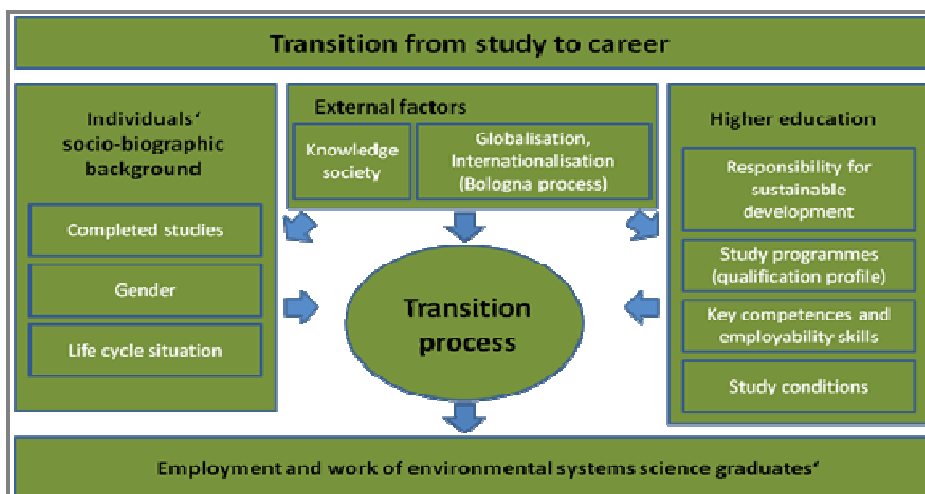 Transition from study to career
Individuals‘
socio-biographic
background
Completed studies
Gender
Life cycle situation
External factors
Knowledge
society
Globalisation,
Internationalisation
(Bologna process)
Transition
process
Higher education
Responsibility for
sustainable
development
Study programmes
(qualification profile)
Key competences and
employability skills
Study conditions
Employment and work of environmental systems science graduates‘